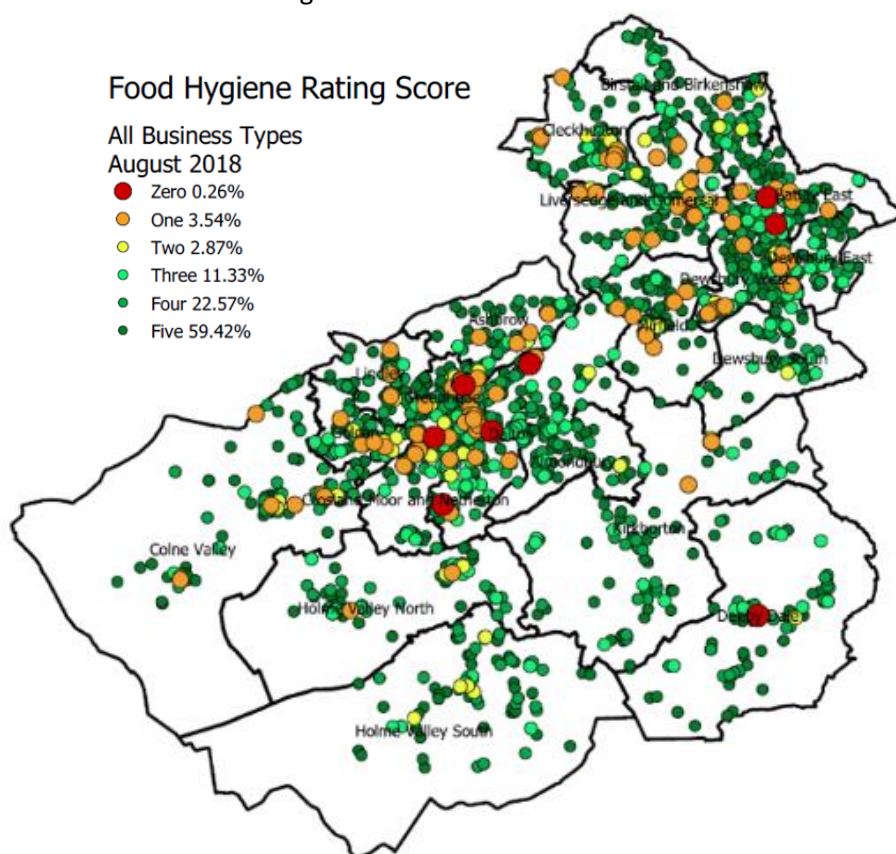 Food Hygiene Rating Score
All Business Types
August 2018
Zero 0.26%
One 3.54%
Two 2.87%
Three 11.33%
Four 22.57%
Five 59.42%
Birstall and Birkenshaw
Cleckheaton
Liversedge and Gomersal
Batley East
Dewsbury East
Dewsbury West
Mirfield
Dewsbury South
Ashbrow
Lindley
Almondbury
Crosland Moor and Netherton
Kirkburton
Colne Valley
Holme Valley North
Denby Dale
Holme Valley South